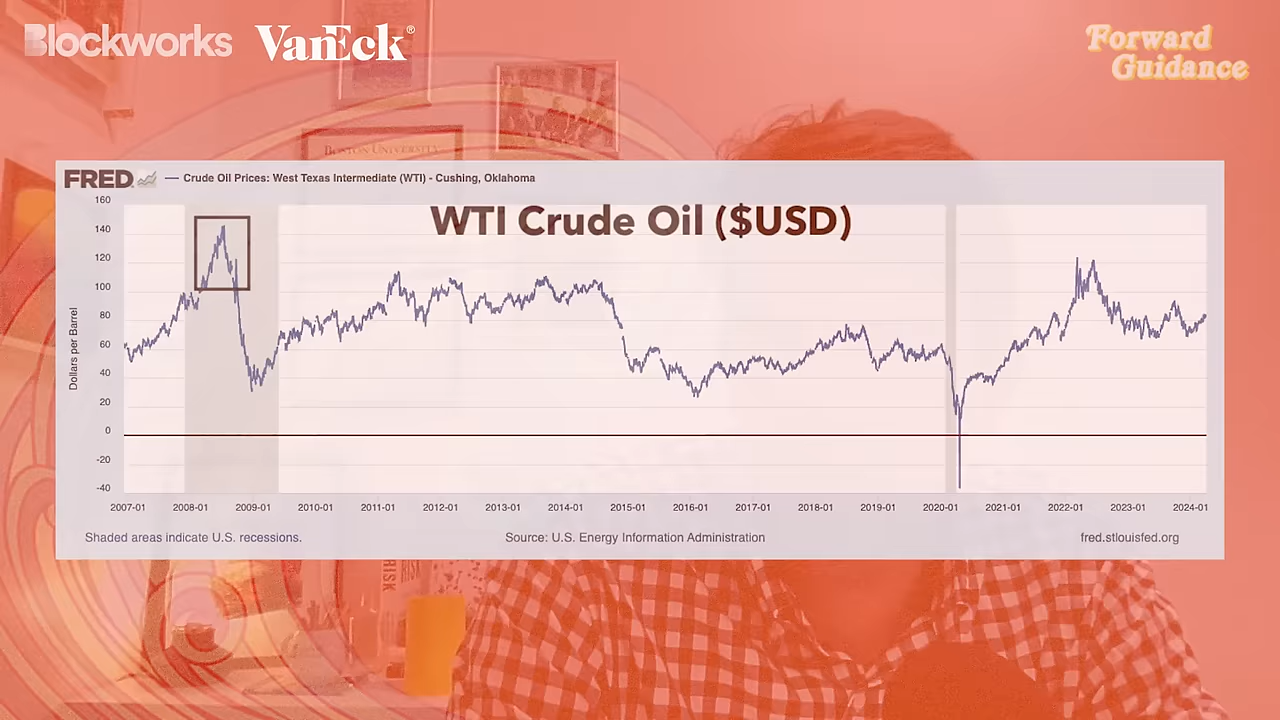 Blockworks VanEck®
Forward
Guidance
BOSTON UNIVERSITY
FRED — Crude Oil Prices: West Texas Intermediate (WTI) - Cushing, Oklahoma
WTI Crude Oil ($USD)
Dollars per Barrel
160
140
120
100
80
60
40
20
0
-20
-40
2007-01 2008-01 2009-01 2010-01 2011-01 2012-01 2013-01 2014-01 2015-01 2016-01 2017-01 2018-01 2019-01 2020-01 2021-01 2022-01 2023-01 2024-01
Shaded areas indicate U.S. recessions. Source: U.S. Energy Information Administration fred.stlouisfed.org
RISK